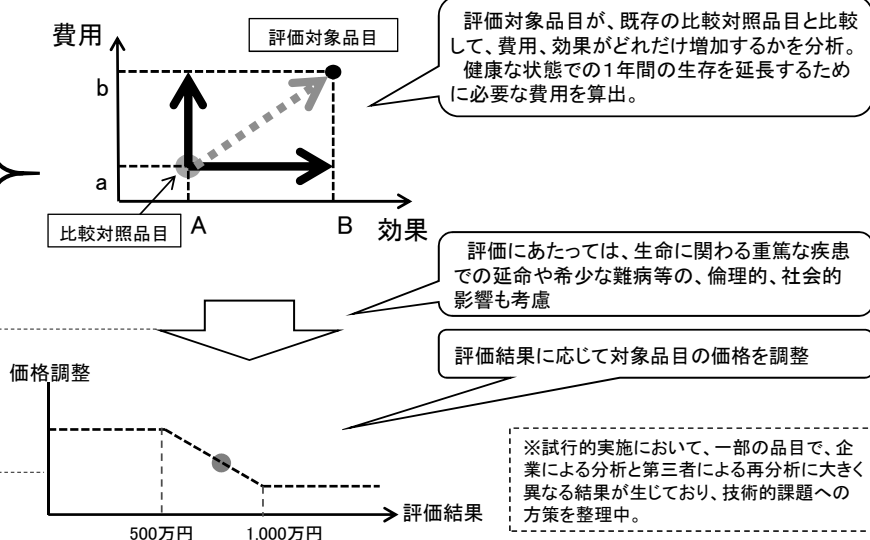 費用
評価対象品目
b
a
比較対照品目
A
B
効果
評価対象品目が、既存の比較対照品目と比較
して、費用、効果がどれだけ増加するかを分析。
健康な状態での1年間の生存を延長するため
に必要な費用を算出。
評価にあたっては、生命に関わる重篤な疾患
での延命や希少な難病等の、倫理的、社会的
影響も考慮
評価結果に応じて対象品目の価格を調整
価格調整
500万円
1,000万円
評価結果
※試行的実施において、一部の品目で、企
業による分析と第三者による再分析に大きく
異なる結果が生じており、技術的課題への
方策を整理中。